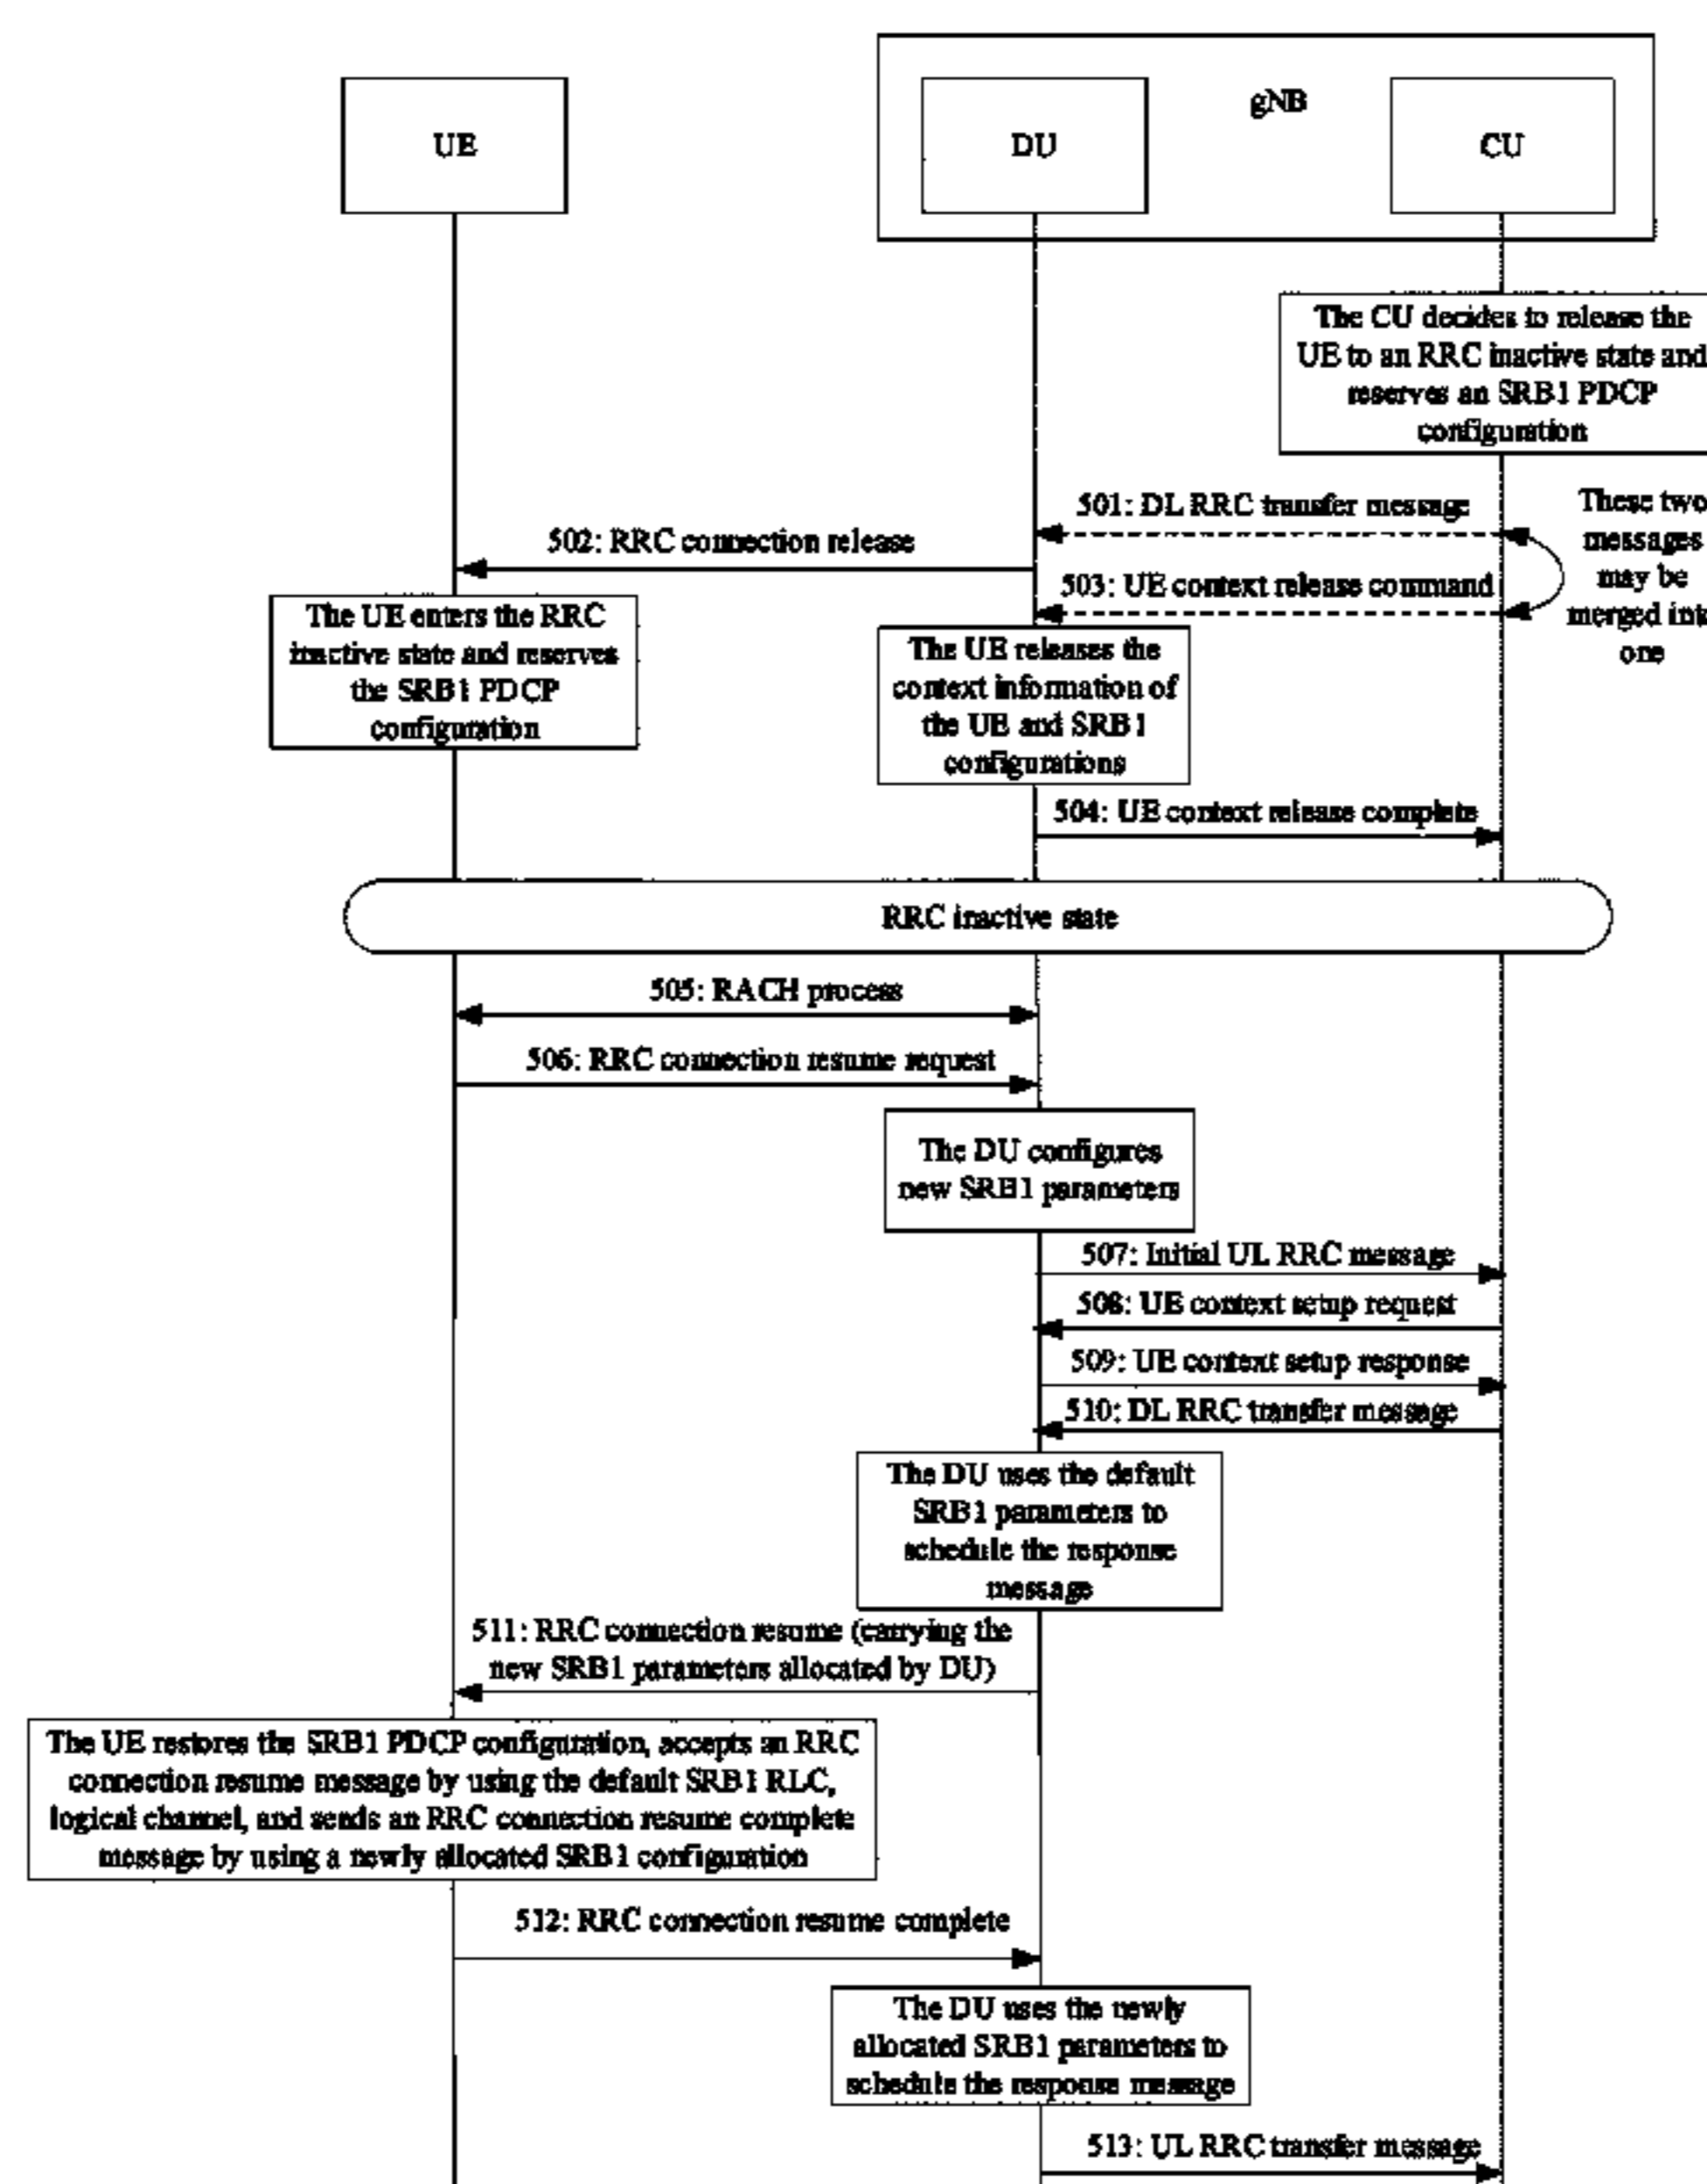 gNB
UE
DU
CU
The CU decides to release the
UE to an RRC inactive state and
reserves an SRB1 PDCP
configuration
501: DL RRC transfer message
These two
messages
may be
merged int
one
502: RRC connection release
503: UE context release command
The UE enters the RRC
inactive state and reserves
the SRB1 PDCP
configuration
The UE releases the
context information of
the UE and SRB1
configurations
504: UE context release complete
RRC inactive state
505: RACH process
506: RRC connection resume request
The DU configures
new SRB1 parameters
507: Initial UL RRC message
508: UE context setup request
509: UE context setup response
510: DL RRC transfer message
The DU uses the default
SRB1 parameters to
schedule the response
message
511: RRC connection resume (carrying the
new SRB1 parameters allocated by DU)
The UE restores the SRB1 PDCP configuration, accepts an RRC
connection resume message by using the default SRB1 RLC,
logical channel, and sends an RRC connection resume complete
message by using a newly allocated SRB1 configuration
512: RRC connection resume complete
The DU uses the newly
allocated SRB1 parameters to
schedule the response message
513: UL RRC transfer message